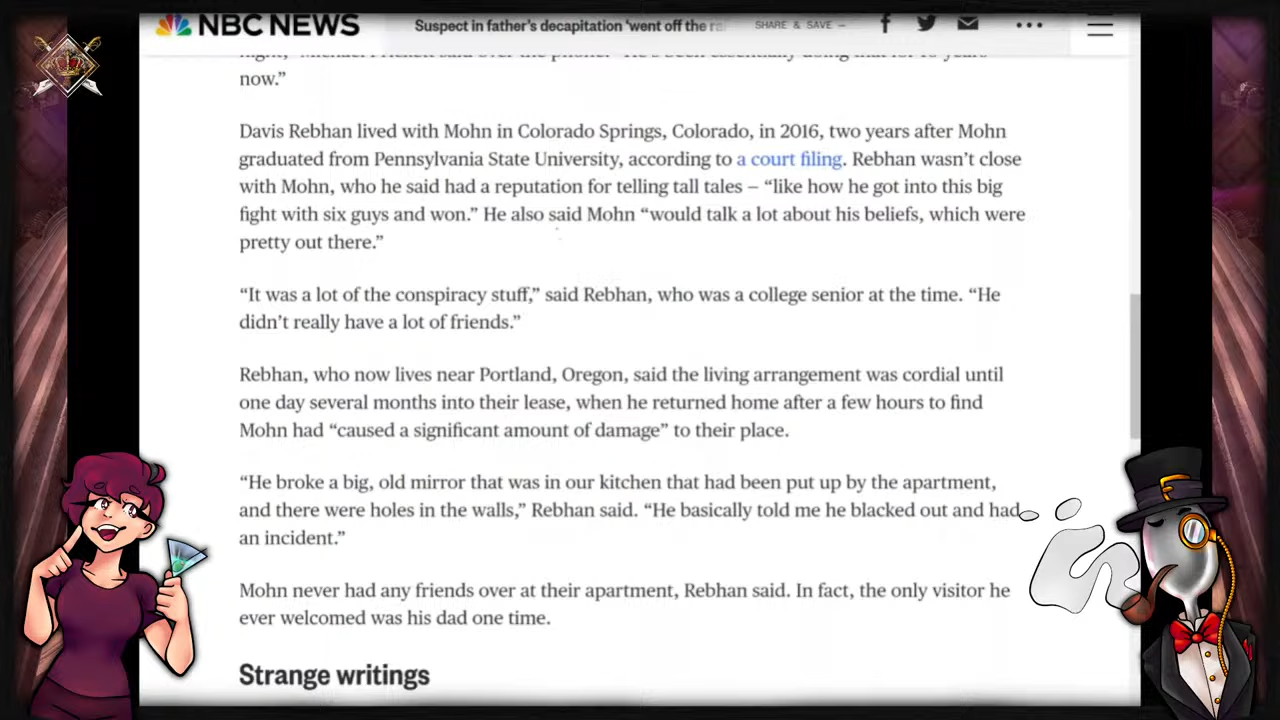 NBC NEWS
Suspect in father's decapitation 'went off the
SHARE & SAVE —
now.”
Davis Rebhan lived with Mohn in Colorado Springs, Colorado, in 2016, two years after Mohn
graduated from Pennsylvania State University, according to a court filing. Rebhan wasn’t close
with Mohn, who he said had a reputation for telling tall tales — “like how he got into this big
fight with six guys and won.” He also said Mohn “would talk a lot about his beliefs, which were
pretty out there.”
“It was a lot of the conspiracy stuff,” said Rebhan, who was a college senior at the time. “He
didn’t really have a lot of friends.”
Rebhan, who now lives near Portland, Oregon, said the living arrangement was cordial until
one day several months into their lease, when he returned home after a few hours to find
Mohn had “caused a significant amount of damage” to their place.
“He broke a big, old mirror that was in our kitchen that had been put up by the apartment,
and there were holes in the walls,” Rebhan said. “He basically told me he blacked out and had
an incident.”
Mohn never had any friends over at their apartment, Rebhan said. In fact, the only visitor he
ever welcomed was his dad one time.
Strange writings